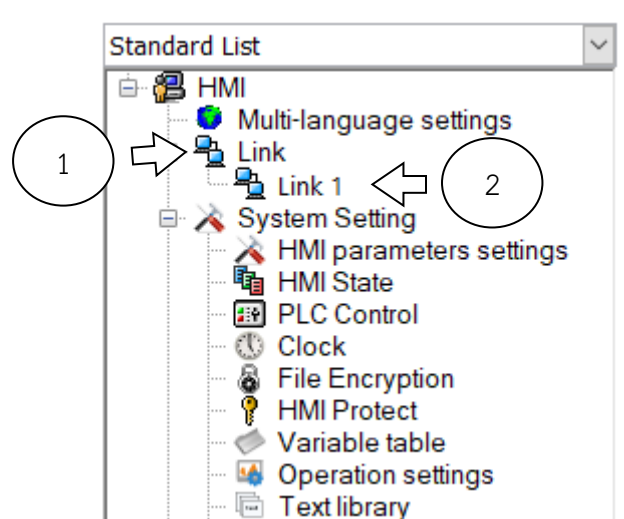 Standard List
HMI
Multi-language settings
1
Link
Link 1
2
System Setting
HMI parameters settings
HMI State
PLC Control
Clock
File Encryption
HMI Protect
Variable table
Operation settings
Text library